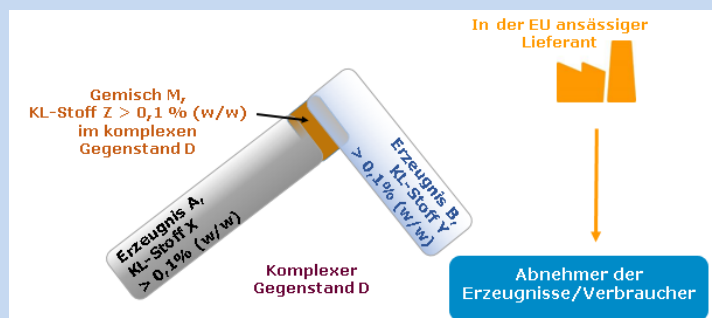 In der EU ansässiger
Lieferant
Gemisch M,
KL-Stoff Z > 0,1 % (w/w)
im komplexen
Gegenstand D
Erzeugnis A,
KL-Stoff X
> 0,1% (w/w)
Erzeugnis B,
KL-Stoff Y
> 0,1% (w/w)
Komplexer
Gegenstand D
Abnehmer der
Erzeugnisse/Verbraucher